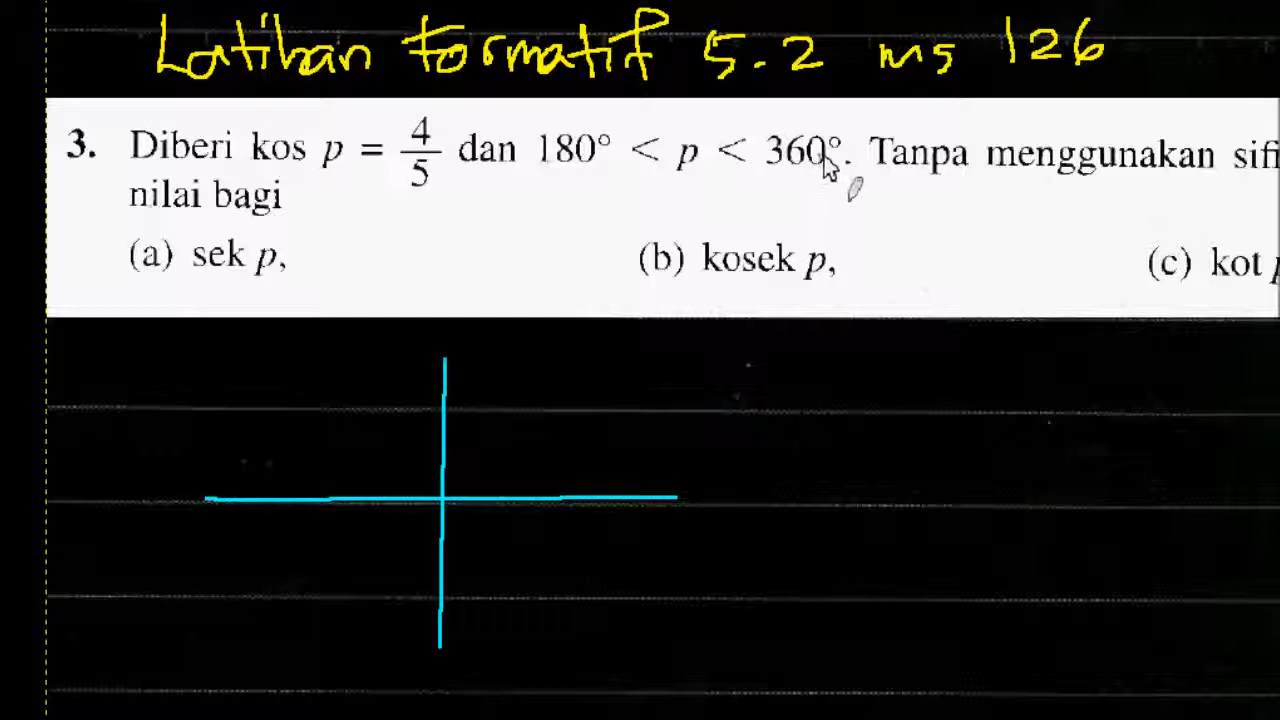 Latihan formatif 5.2 ms 126
3. Diberi kos p = 4/5 dan 180° < p < 360°. Tanpa menggunakan sifi
nilai bagi
(a) sek p, (b) kosek p, (c) kot p